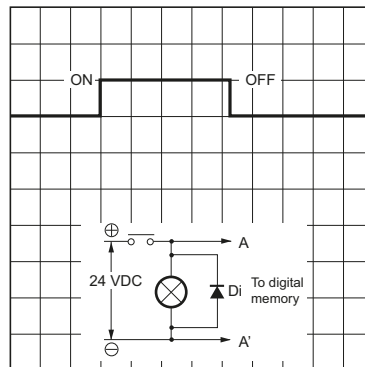 ON
OFF
⊕
A
24 VDC
Di
To digital
memory
⊖
A'